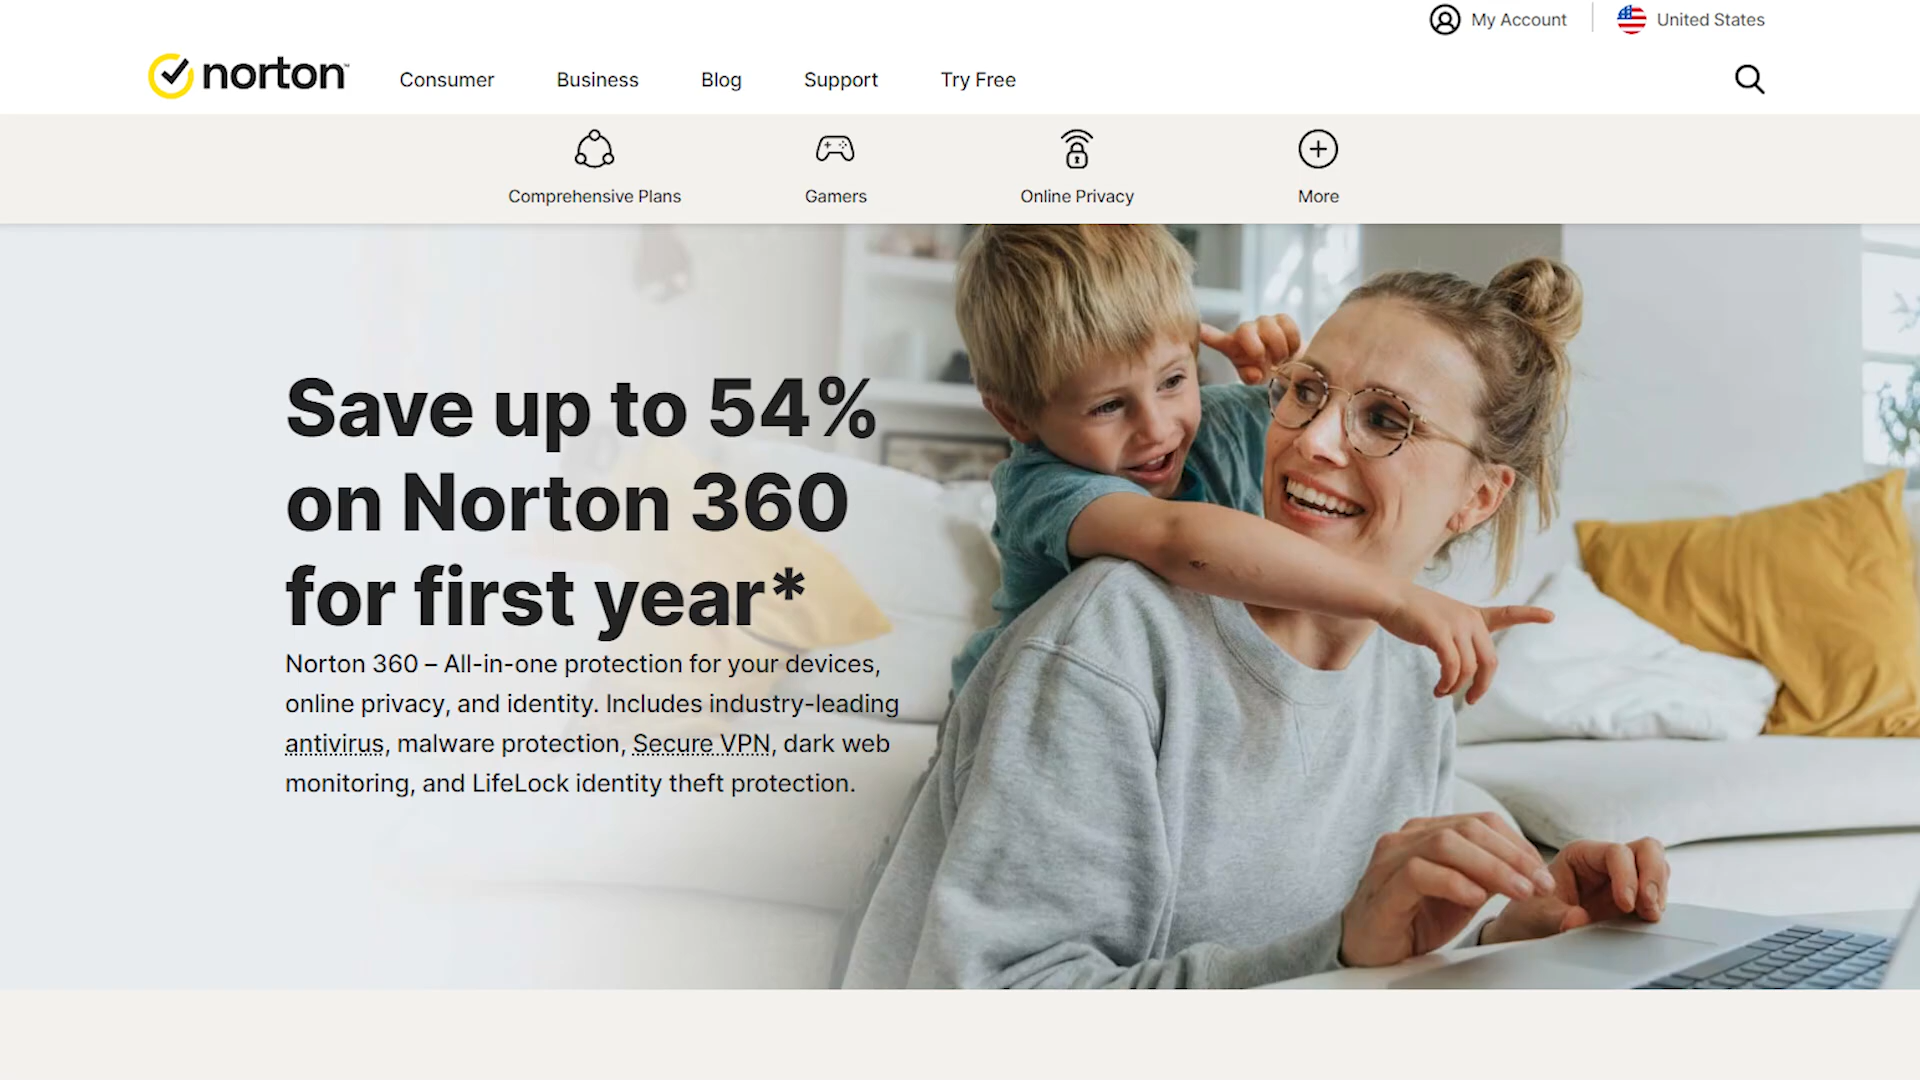 My Account
United States
norton™
Consumer
Business
Blog
Support
Try Free
Comprehensive Plans
Gamers
Online Privacy
More
Save up to 54%
on Norton 360
for first year*
Norton 360 – All-in-one protection for your devices,
online privacy, and identity. Includes industry-leading
antivirus, malware protection, Secure VPN, dark web
monitoring, and LifeLock identity theft protection.